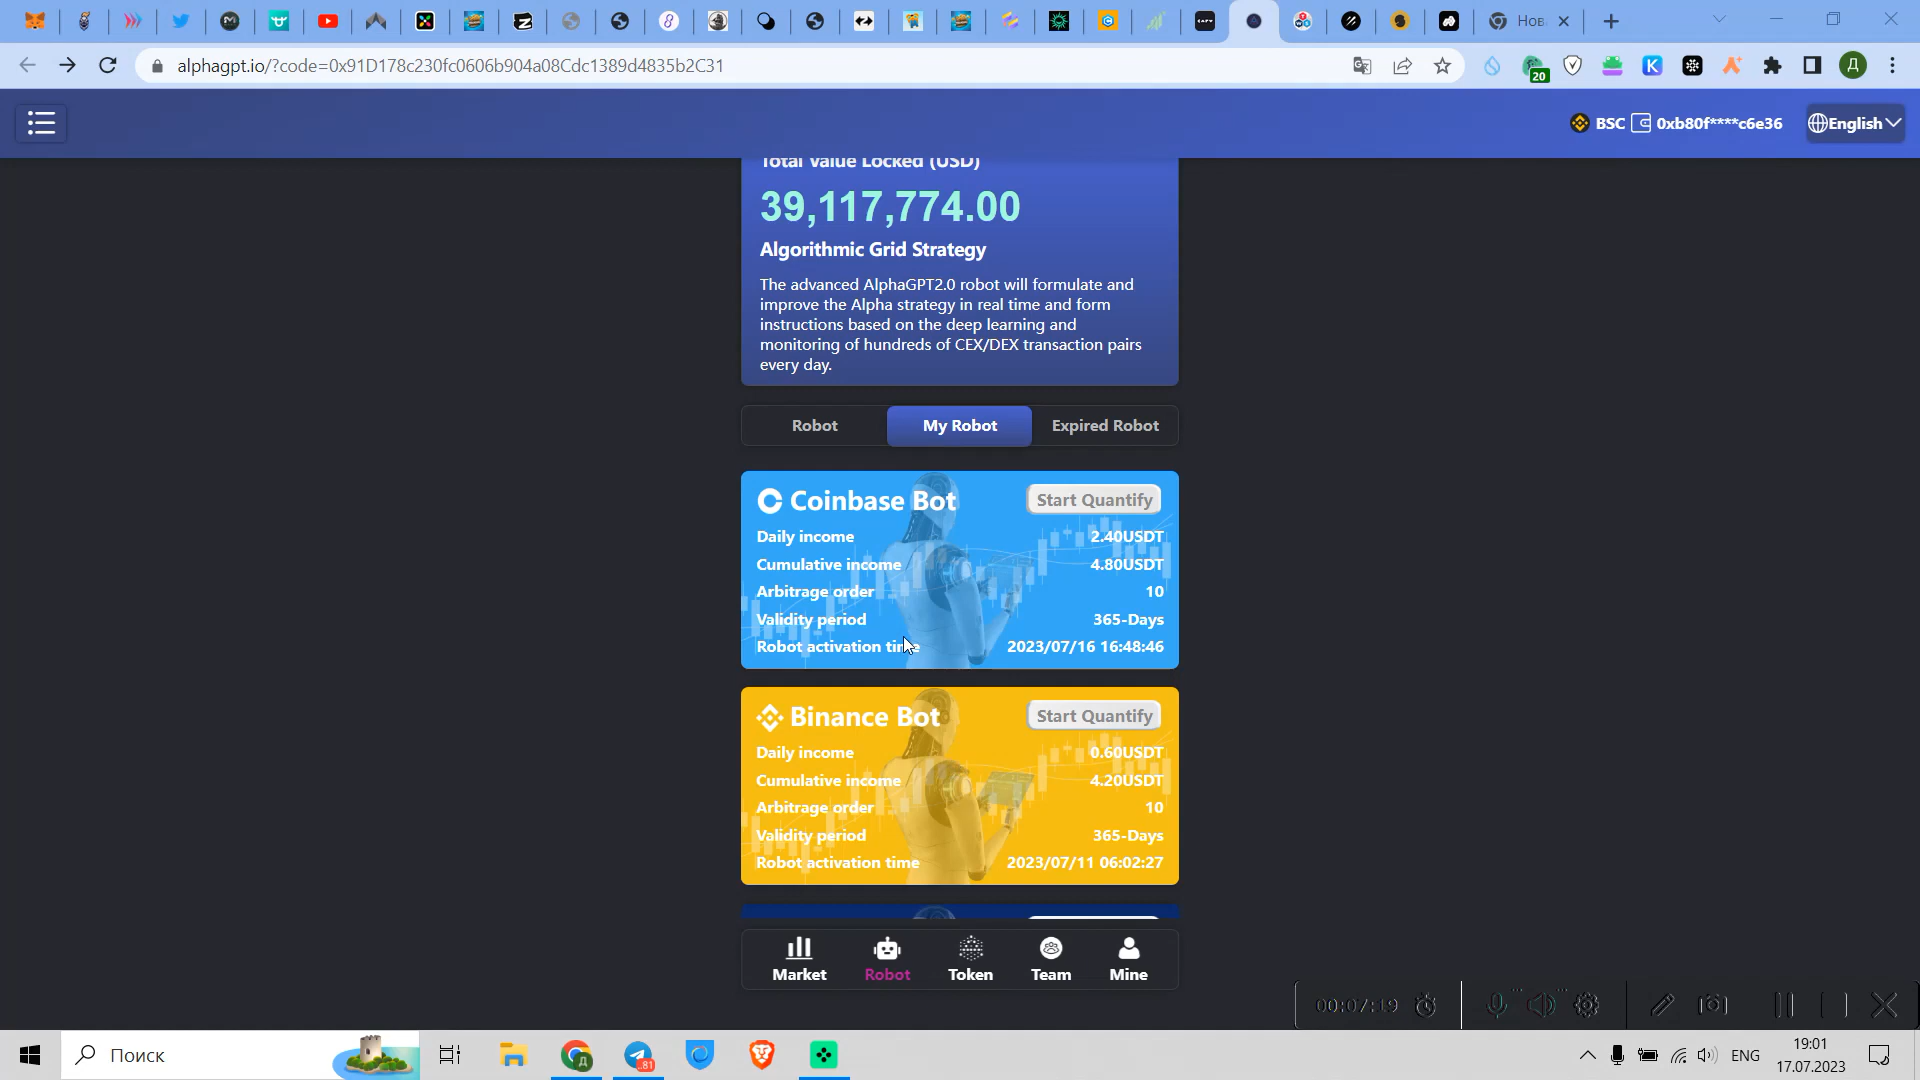 Нов
alphagpt.io/?code=0x91D178c230fc0606b904a08Cdc1389d4835b2C31
20
Д
BSC 0xb80f****c6e36 English
Total Value Locked (USD)
39,117,774.00
Algorithmic Grid Strategy
The advanced AlphaGPT2.0 robot will formulate and
improve the Alpha strategy in real time and form
instructions based on the deep learning and
monitoring of hundreds of CEX/DEX transaction pairs
every day.
Robot My Robot Expired Robot
Coinbase Bot Start Quantify
Daily income 2.40USDT
Cumulative income 4.80USDT
Arbitrage order 10
Validity period 365-Days
Robot activation time 2023/07/16 16:48:46
Binance Bot Start Quantify
Daily income 0.60USDT
Cumulative income 4.20USDT
Arbitrage order 10
Validity period 365-Days
Robot activation time 2023/07/11 06:02:27
Market Robot Token Team Mine
00:07:19
Поиск
81
ENG
19:01
17.07.2023